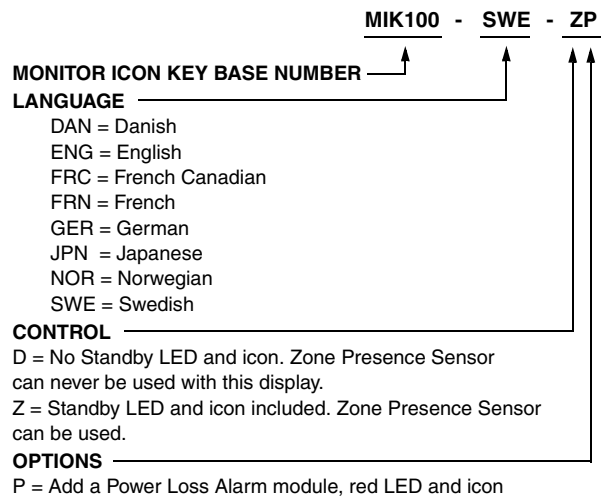 MIK100 - SWE - ZP
MONITOR ICON KEY BASE NUMBER
LANGUAGE
DAN = Danish
ENG = English
FRC = French Canadian
FRN = French
GER = German
JPN = Japanese
NOR = Norwegian
SWE = Swedish
CONTROL
D = No Standby LED and icon. Zone Presence Sensor
can never be used with this display.
Z = Standby LED and icon included. Zone Presence Sensor
can be used.
OPTIONS
P = Add a Power Loss Alarm module, red LED and icon